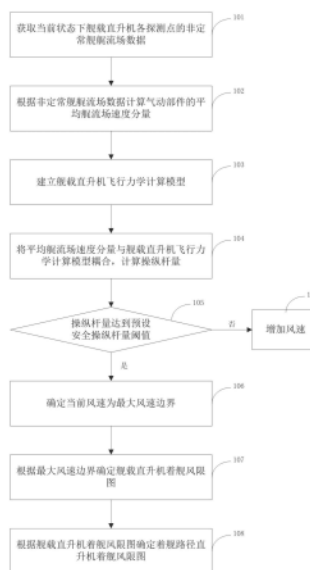 101
获取当前状态下舰载直升机各探测点的非定
常舰艉流场数据
102
根据非定常舰艉流场数据计算气动部件的平
均艉流场速度分量
103
建立舰载直升机飞行力学计算模型
104
将平均艉流场速度分量与舰载直升机飞行力
学计算模型耦合，计算操纵杆量
105
操纵杆量达到预设
安全操纵杆量阈值
否
增加风速
是
106
确定当前风速为最大风速边界
107
根据最大风速边界确定舰载直升机着舰风限
图
108
根据舰载直升机着舰风限图确定着舰路径直
升机着舰风限图